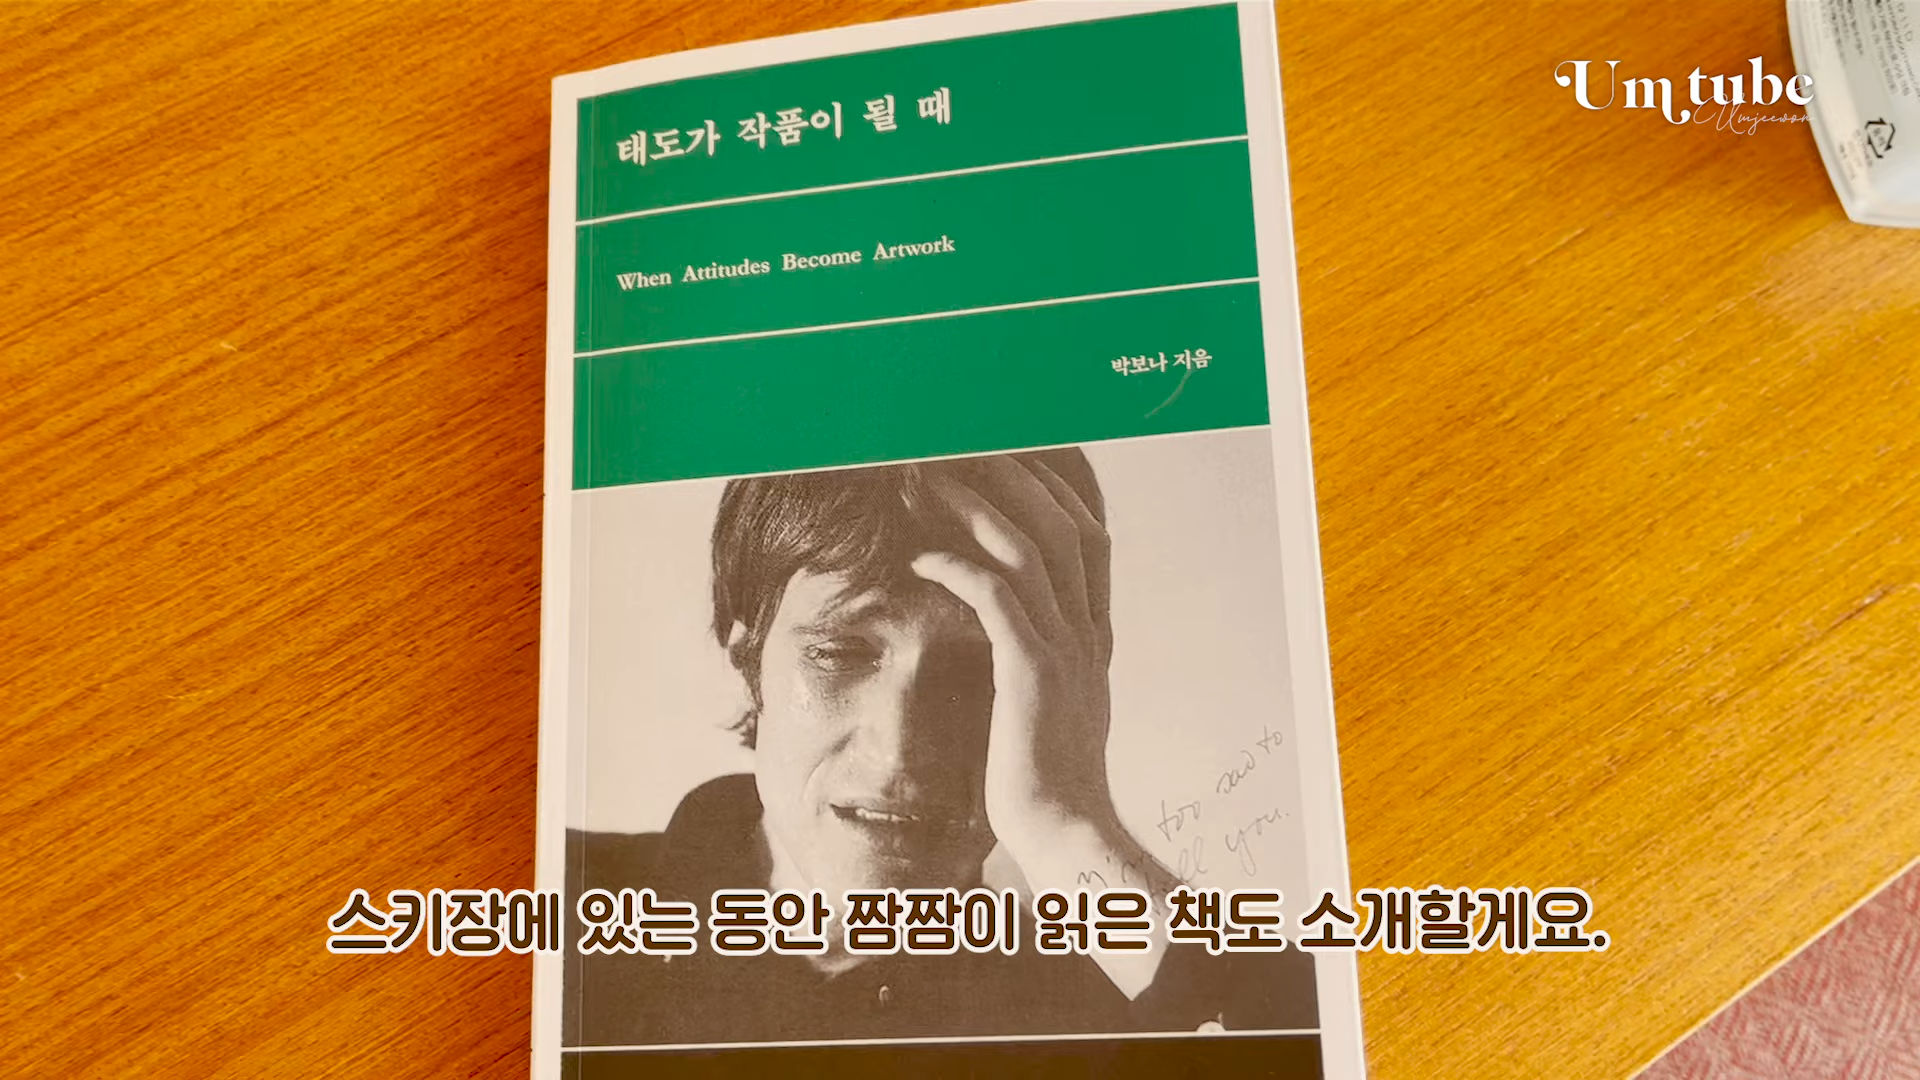 Um tube
Umjeewon
태도가 작품이 될 때
When Attitudes Become Artwork
박보나 지음
I'm too sad to
tell you.
스키장에 있는 동안 짬짬이 읽은 책도 소개할게요.